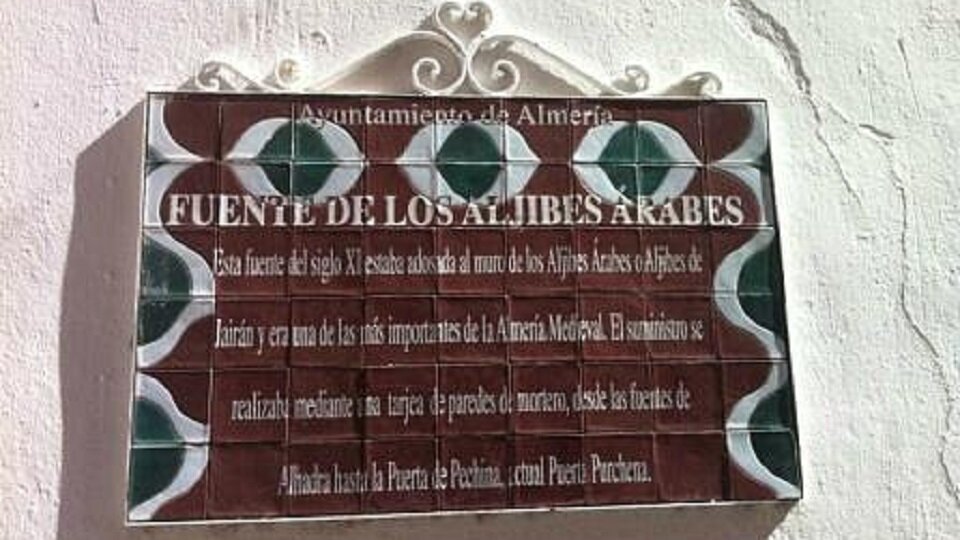 Ayuntamiento de Almería
FUENTE DE LOS ALJIBES ÁRABES
Esta fuente del siglo XI estaba adosada al muro de los Aljibes Árabes o Aljibes de
Jairán y era una de las más importantes de la Almería Medieval. El suministro se
realizaba mediante una tarjea de paredes de mortero, desde las fuentes de
Alhadra hasta la Puerta de Pechina, actual Puerta Purchena.